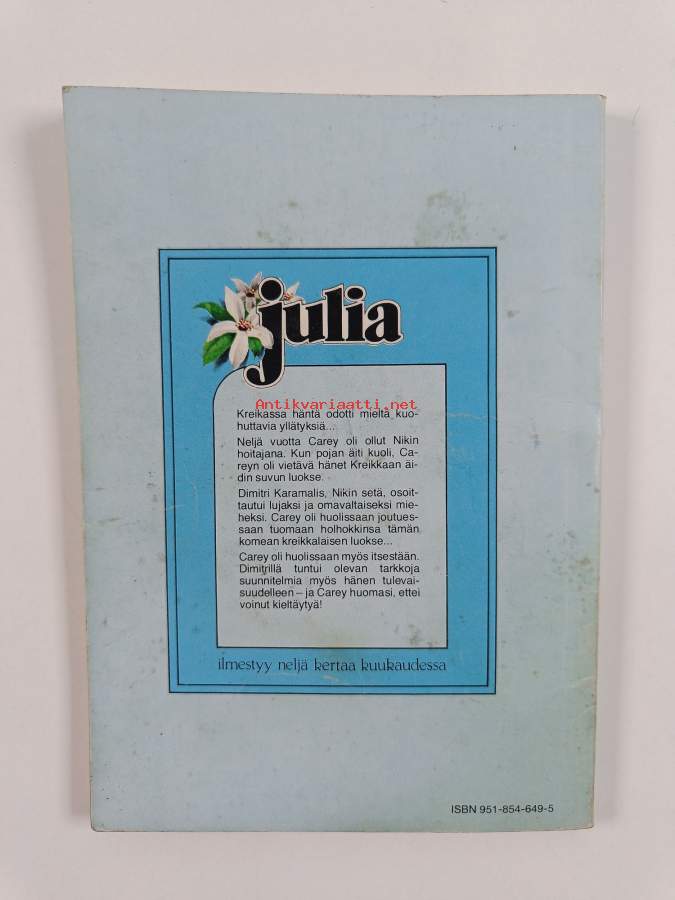 julia
Antikvariaatti.net
Kreikassa häntä odotti mieltä kuo-
huttavia yllätyksiä...
Neljä vuotta Carey oli ollut Nikin
hoitajana. Kun pojan äiti kuoli, Ca-
reyn oli vietävä hänet Kreikkaan äi-
din suvun luokse.
Dimitri Karamalis, Nikin setä, osoit-
tautui lujaksi ja omavaltaiseksi mie-
heksi. Carey oli huolissaan joutues-
saan tuomaan holhokkinsa tämän
komean kreikkalaisen luokse...
Carey oli huolissaan myös itsestään.
Dimitrillä tuntui olevan tarkkoja
suunnitelmia myös hänen tulevai-
suudelleen – ja Carey huomasi, ettei
voinut kieltäytyä!
ilmestyy neljä kertaa kuukaudessa
ISBN 951-854-649-5